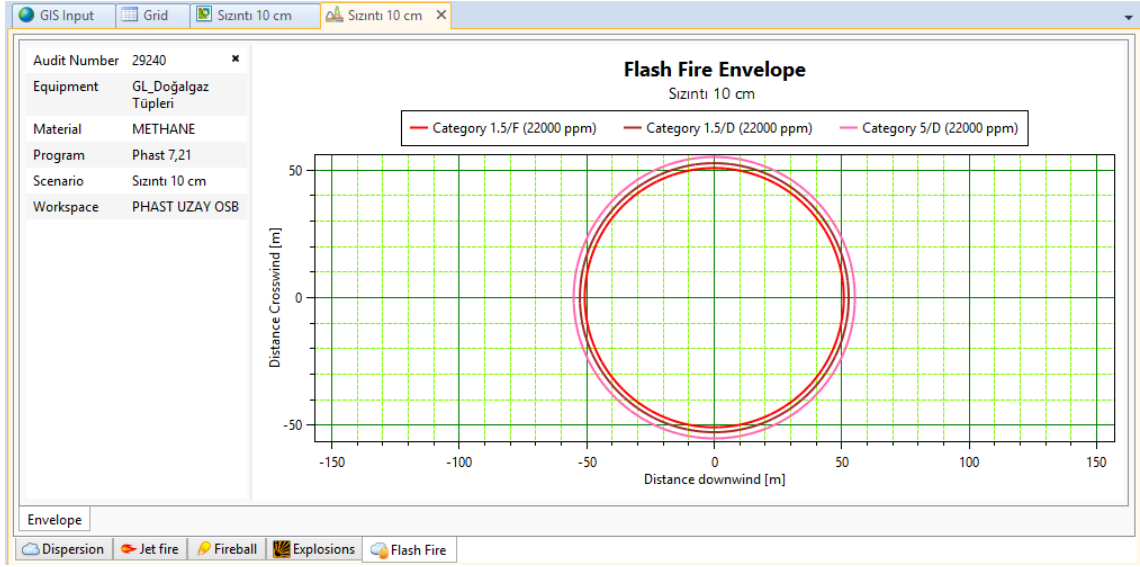 GIS Input Grid Sızıntı 10 cm Sızıntı 10 cm
Audit Number 29240
Equipment GL_Doğalgaz
Tüpleri
Material METHANE
Program Phast 7,21
Scenario Sızıntı 10 cm
Workspace PHAST UZAY OSB
Flash Fire Envelope
Sızıntı 10 cm
Category 1.5/F (22000 ppm) Category 1.5/D (22000 ppm) Category 5/D (22000 ppm)
Distance Crosswind [m]
50
0
-50
-150 -100 -50 0 50 100 150
Distance downwind [m]
Envelope
Dispersion Jet fire Fireball Explosions Flash Fire